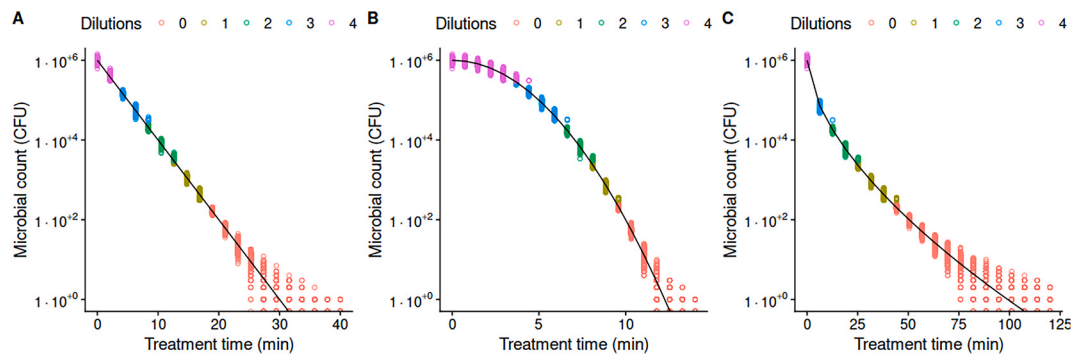 A
Dilutions 0 1 2 3 4
Microbial count (CFU)
1 · 10+6
1 · 10+4
1 · 10+2
1 · 10+0
0 10 20 30 40
Treatment time (min)
B
Dilutions 0 1 2 3 4
Microbial count (CFU)
1 · 10+6
1 · 10+4
1 · 10+2
1 · 10+0
0 5 10
Treatment time (min)
C
Dilutions 0 1 2 3 4
Microbial count (CFU)
1 · 10+6
1 · 10+4
1 · 10+2
1 · 10+0
0 25 50 75 100 125
Treatment time (min)